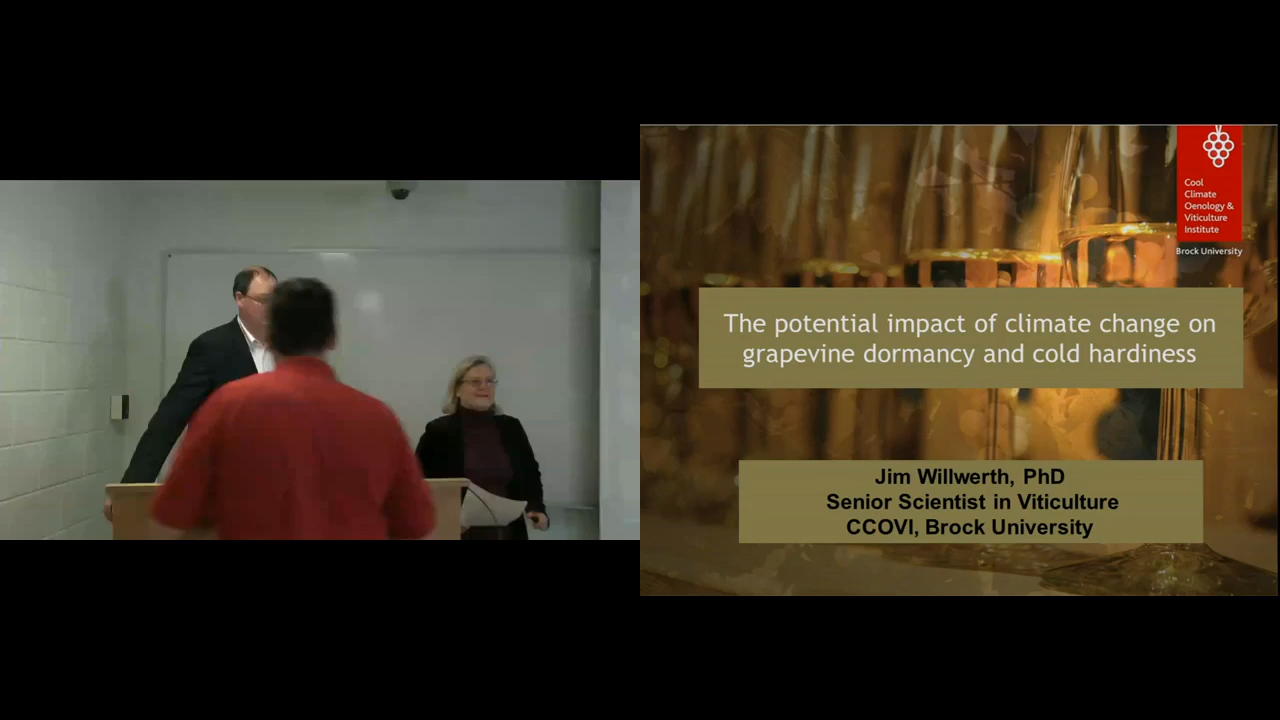 Cool
Climate
Oenology &
Viticulture
Institute
Brock University
The potential impact of climate change on
grapevine dormancy and cold hardiness
Jim Willwerth, PhD
Senior Scientist in Viticulture
CCOVI, Brock University